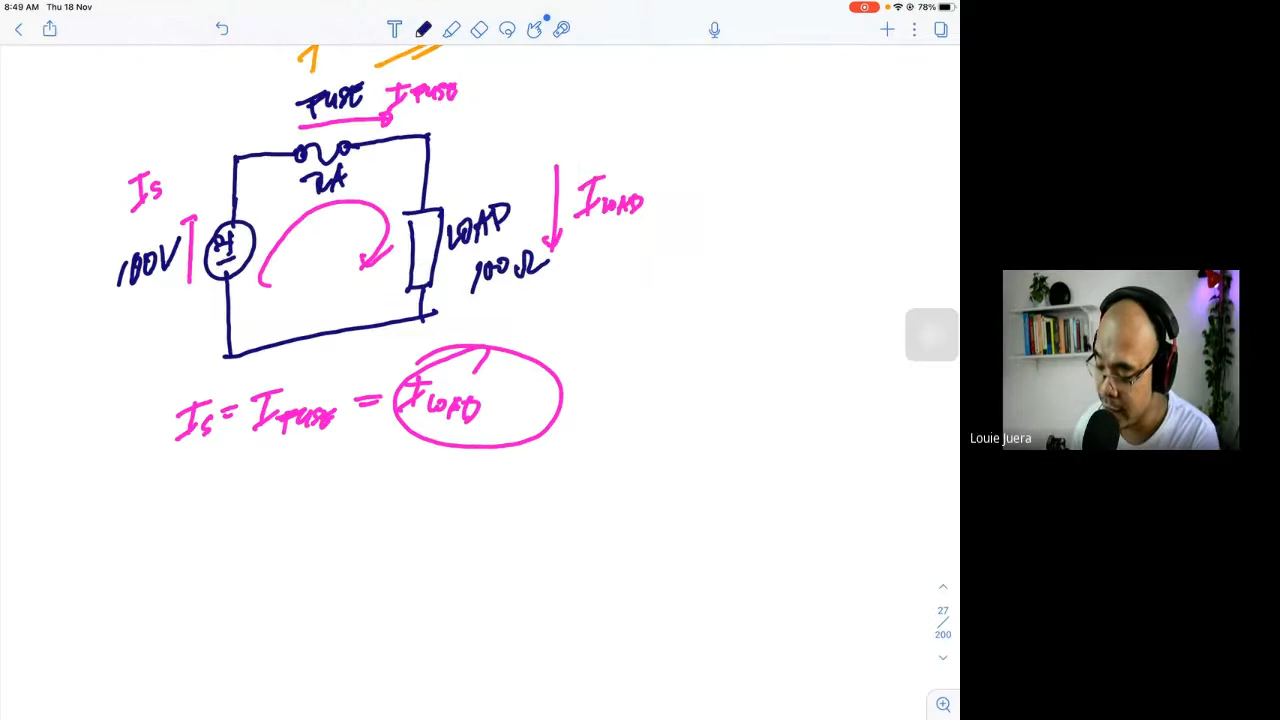 8:49 AM Thu 18 Nov
78%
T
FUSE IFUSE
2A
IS
100V
LOAD
100Ω
ILOAD
IS = IFUSE = ILOAD
Louie Juera
27
/
200